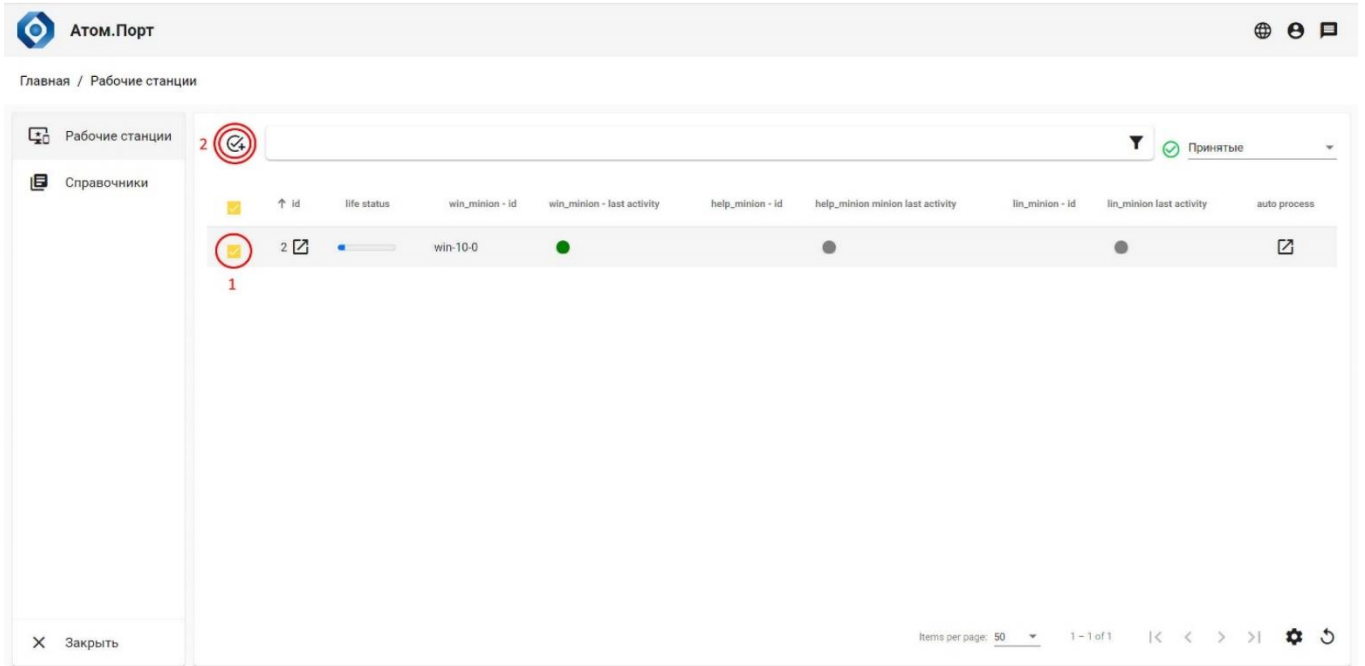 Атом.Порт
Главная / Рабочие станции
Рабочие станции
Справочники
2
Принятые
id life status win_minion - id win_minion - last activity help_minion - id help_minion minion last activity lin_minion - id lin_minion last activity auto process
2 win-10-0
1
Закрыть
Items per page: 50 1 – 1 of 1